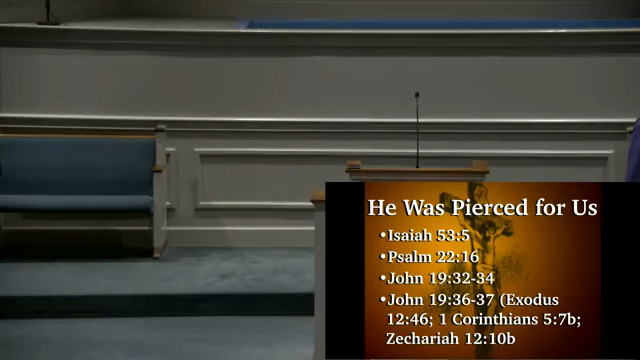 He Was Pierced for Us
•Isaiah 53:5
•Psalm 22:16
•John 19:32-34
•John 19:36-37 (Exodus
12:46; 1 Corinthians 5:7b;
Zechariah 12:10b